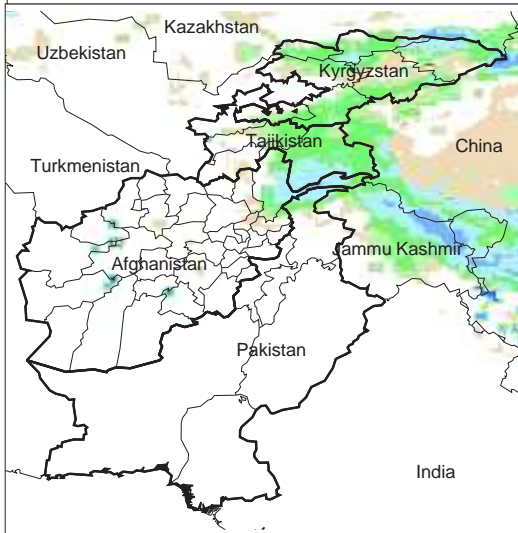 Kazakhstan
Uzbekistan
Kyrgyzstan
Tajikistan
China
Turkmenistan
Jammu Kashmir
Afghanistan
Pakistan
India